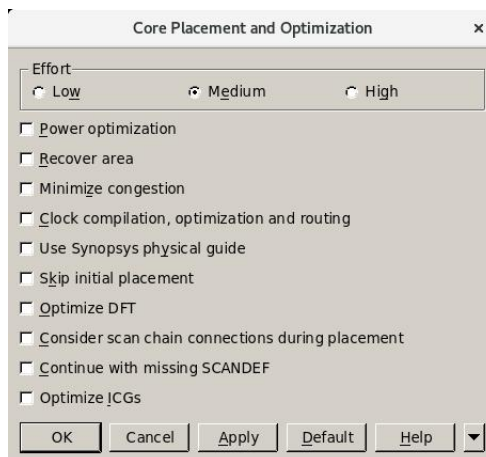 Core Placement and Optimization ×
Effort
Low Medium High
Power optimization
Recover area
Minimize congestion
Clock compilation, optimization and routing
Use Synopsys physical guide
Skip initial placement
Optimize DFT
Consider scan chain connections during placement
Continue with missing SCANDEF
Optimize ICGs
OK Cancel Apply Default Help